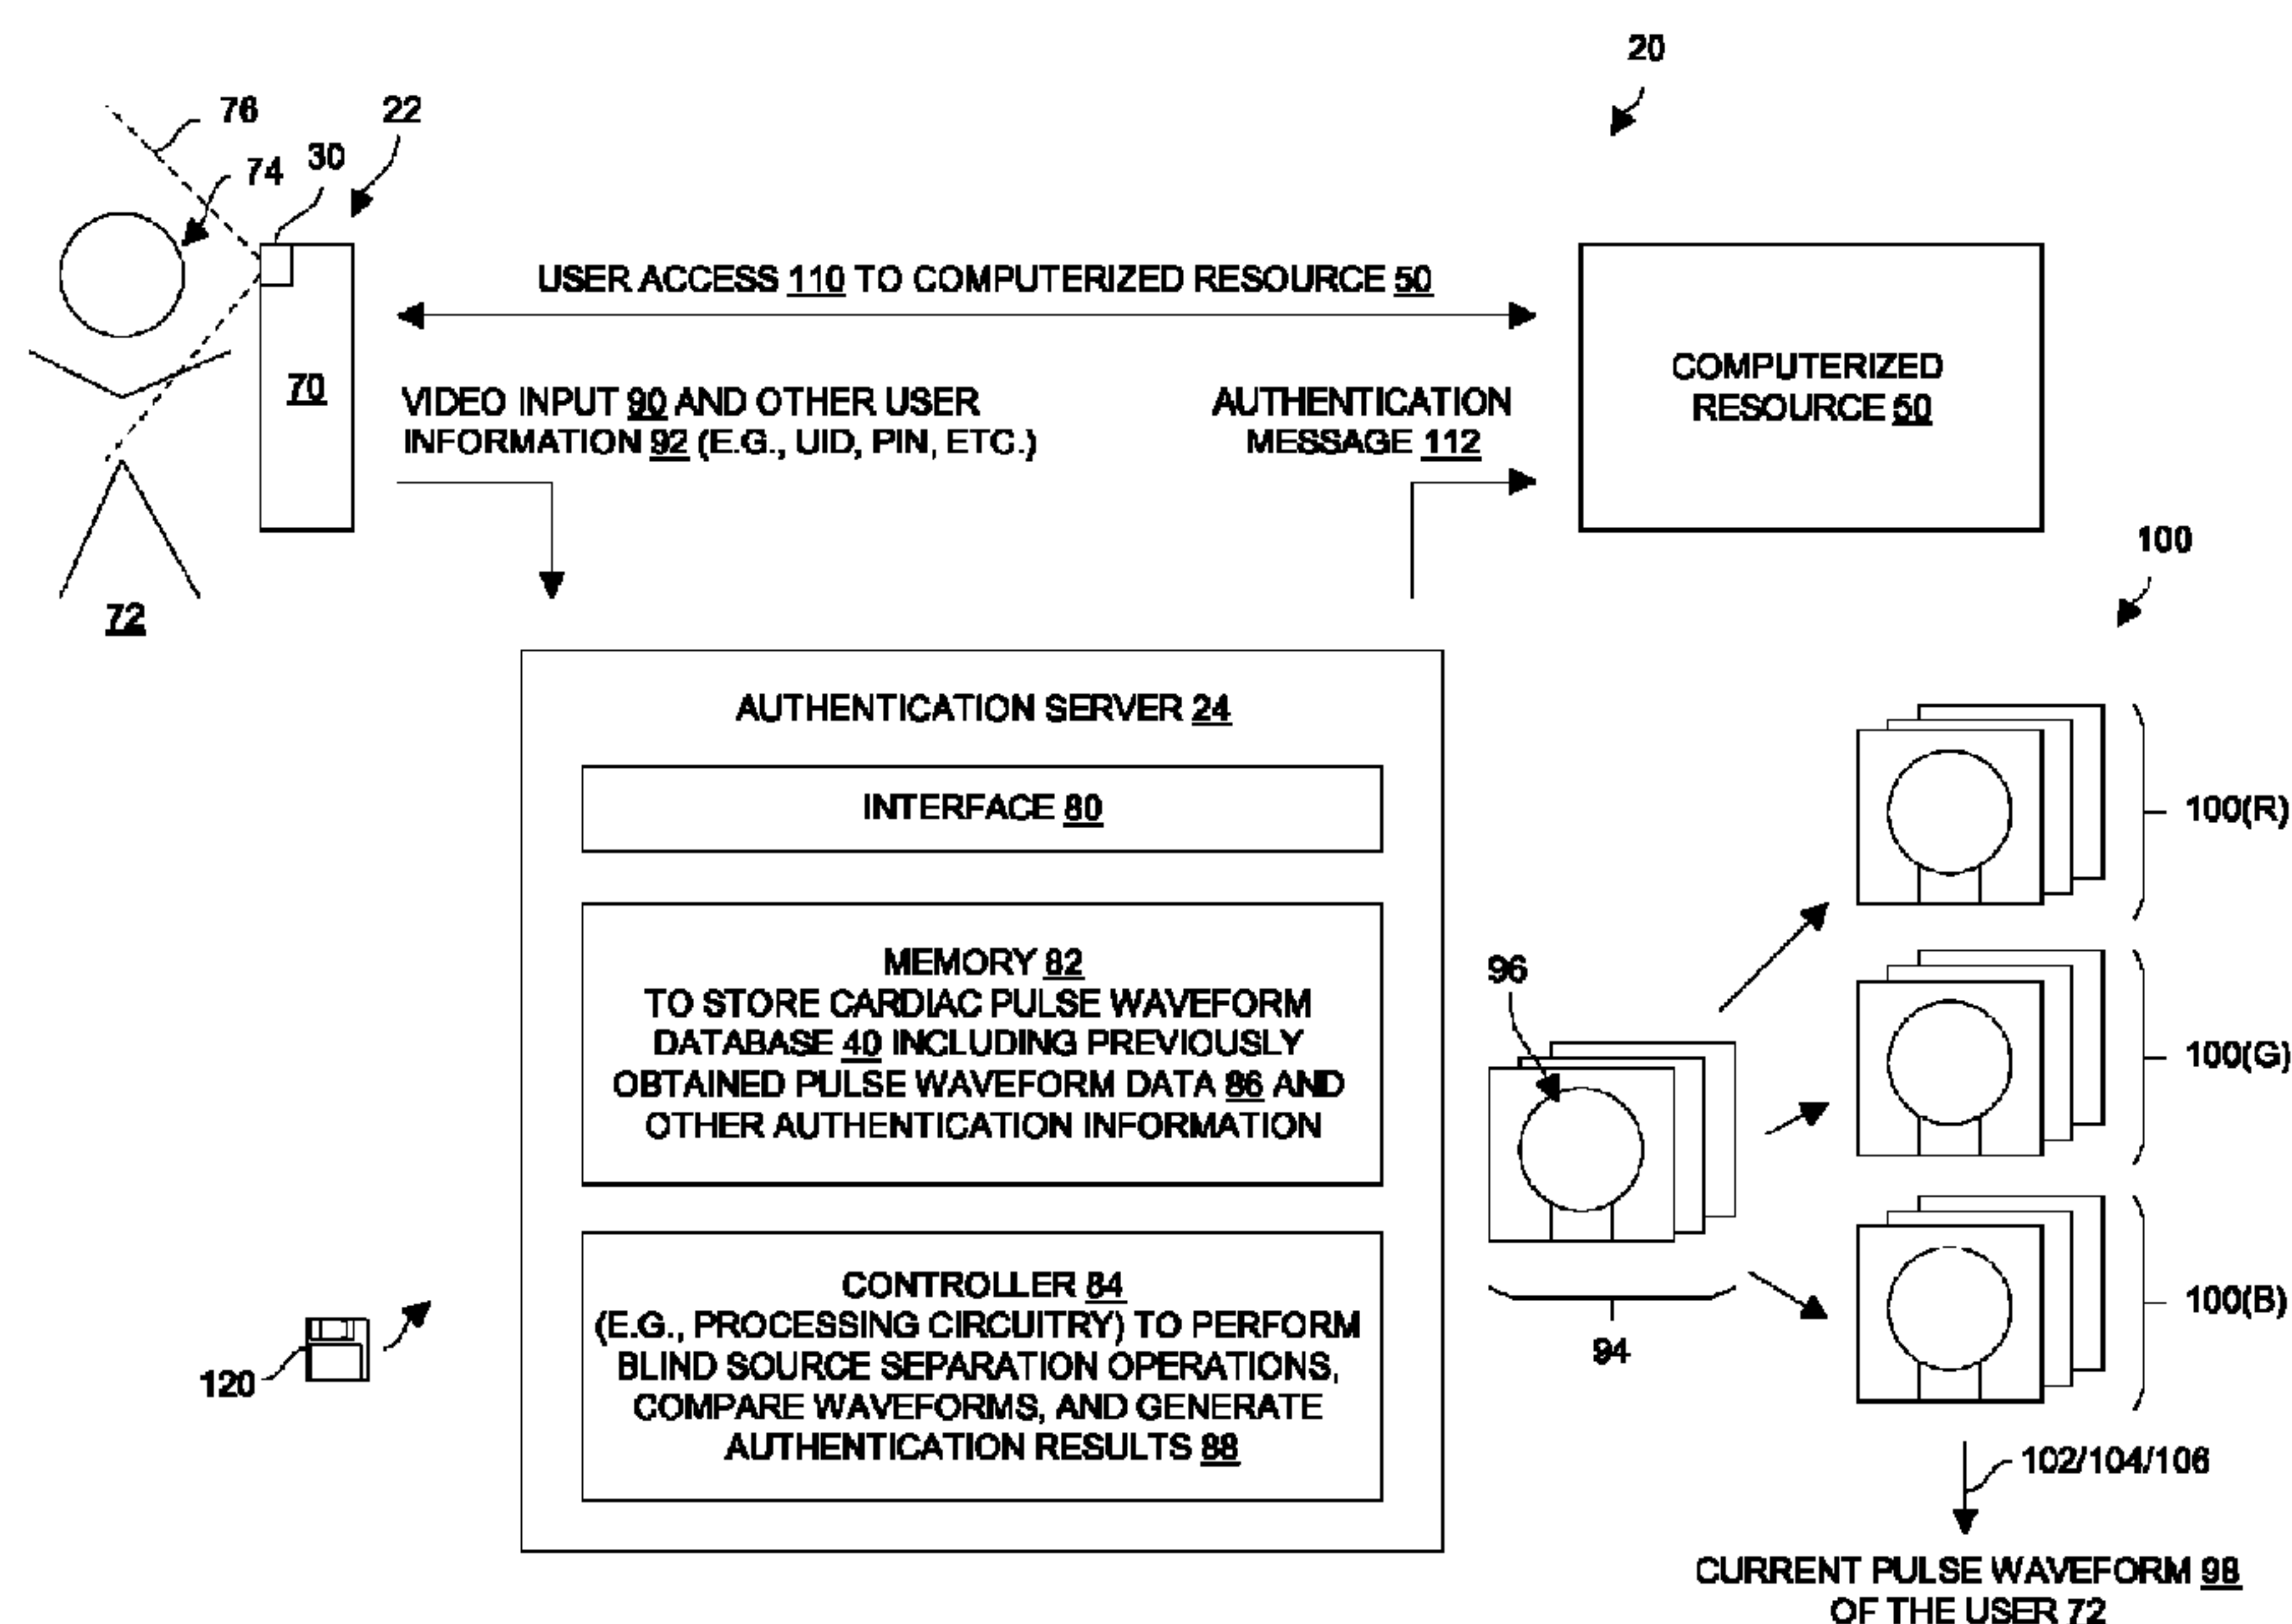 20
76
22
30
74
USER ACCESS 110 TO COMPUTERIZED RESOURCE 50
COMPUTERIZED
RESOURCE 50
70
VIDEO INPUT 90 AND OTHER USER
INFORMATION 92 (E.G., UID, PIN, ETC.)
AUTHENTICATION
MESSAGE 112
72
100
AUTHENTICATION SERVER 24
INTERFACE 80
MEMORY 82
TO STORE CARDIAC PULSE WAVEFORM
DATABASE 40 INCLUDING PREVIOUSLY
OBTAINED PULSE WAVEFORM DATA 86 AND
OTHER AUTHENTICATION INFORMATION
CONTROLLER 84
(E.G., PROCESSING CIRCUITRY) TO PERFORM
BLIND SOURCE SEPARATION OPERATIONS,
COMPARE WAVEFORMS, AND GENERATE
AUTHENTICATION RESULTS 88
120
96
94
100(R)
100(G)
100(B)
102/104/106
CURRENT PULSE WAVEFORM 98
OF THE USER 72